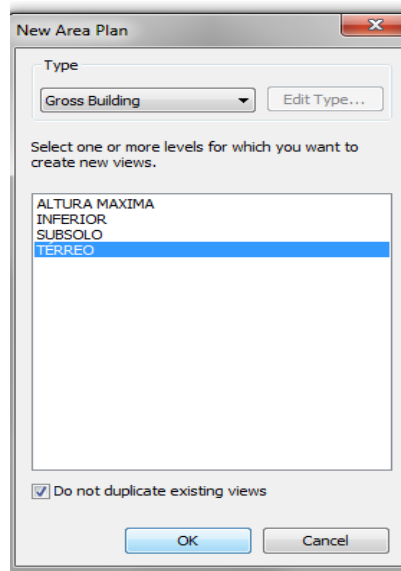 New Area Plan
Type
Gross Building
Edit Type...
Select one or more levels for which you want to
create new views.
ALTURA MAXIMA
INFERIOR
SUBSOLO
TÉRREO
Do not duplicate existing views
OK
Cancel